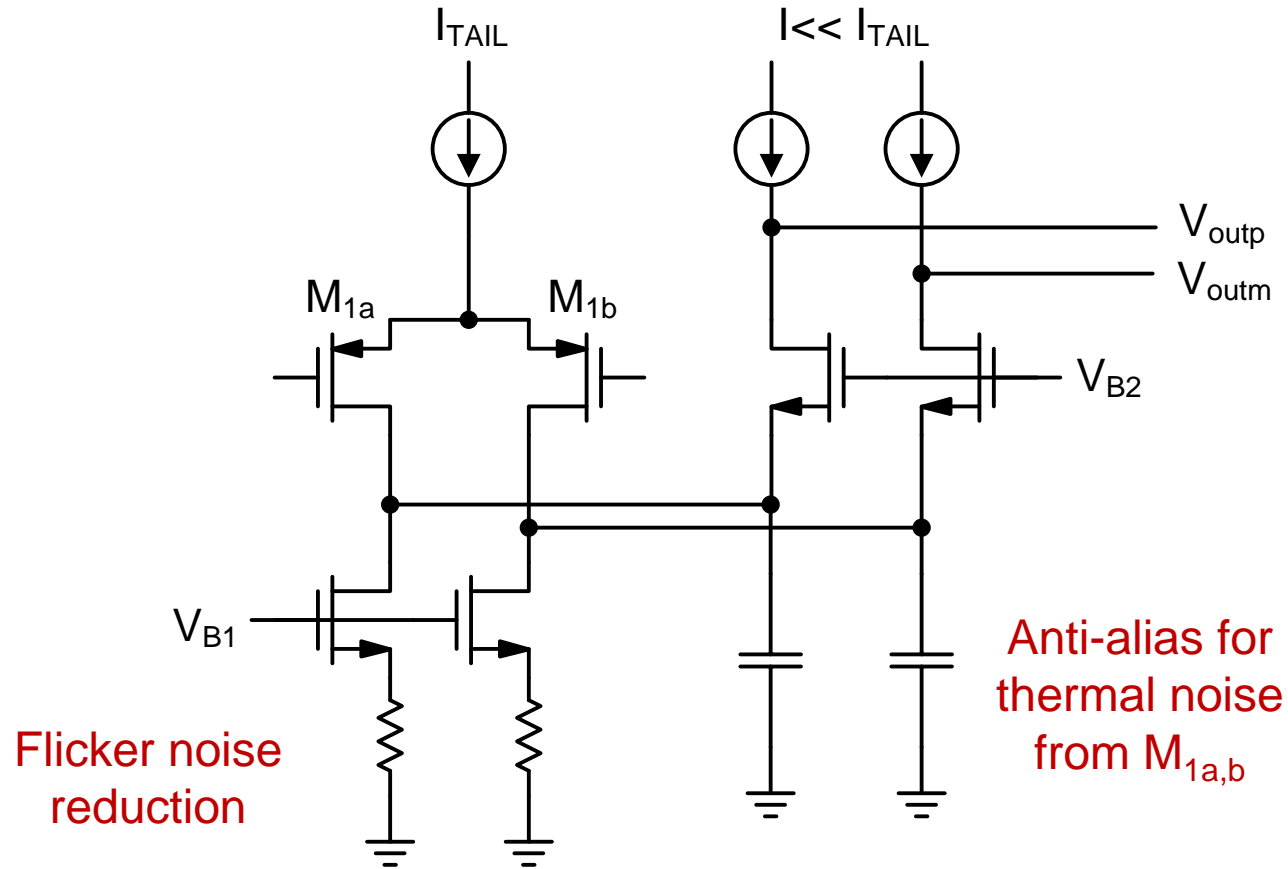 I_TAIL
I<< I_TAIL
V_outp
V_outm
M_1a
M_1b
V_B2
V_B1
Anti-alias for
thermal noise
from M_1a,b
Flicker noise
reduction